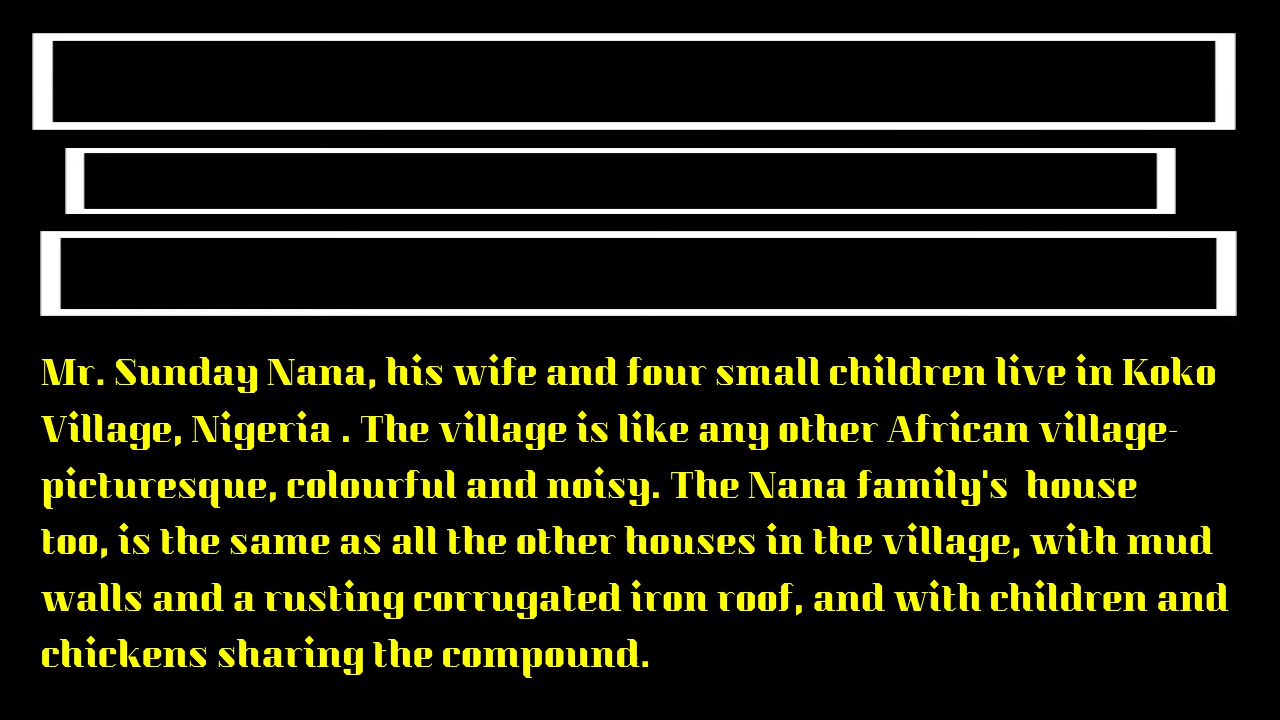 Mr. Sunday Nana, his wife and four small children live in Koko
Village, Nigeria . The village is like any other African village-
picturesque, colourful and noisy. The Nana family's  house
too, is the same as all the other houses in the village, with mud
walls and a rusting corrugated iron roof, and with children and
chickens sharing the compound.